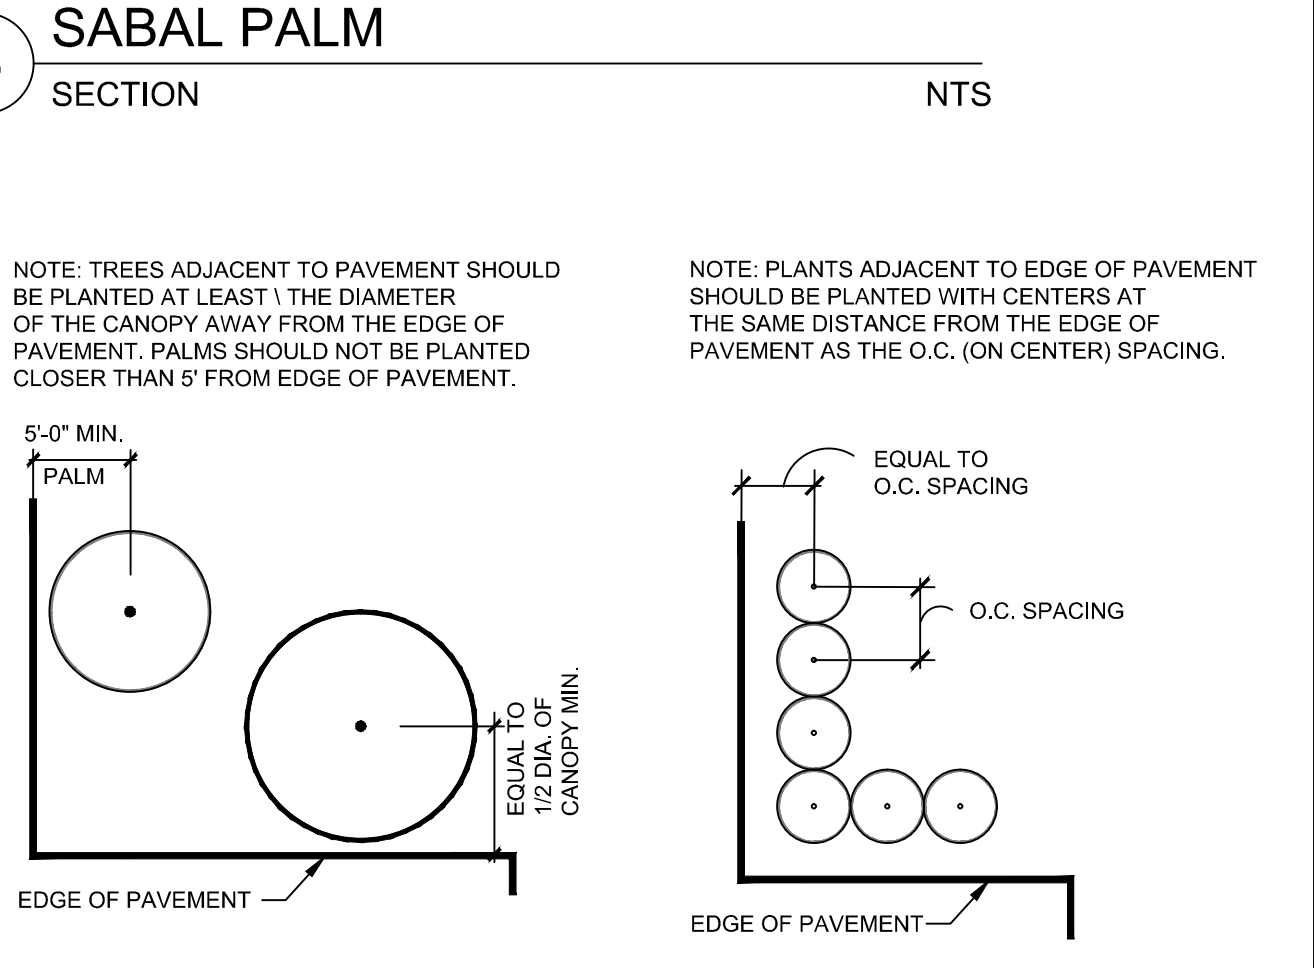 SABAL PALM
SECTION
NTS
NOTE: TREES ADJACENT TO PAVEMENT SHOULD
BE PLANTED AT LEAST \ THE DIAMETER
OF THE CANOPY AWAY FROM THE EDGE OF
PAVEMENT. PALMS SHOULD NOT BE PLANTED
CLOSER THAN 5' FROM EDGE OF PAVEMENT.
5'-0" MIN.
PALM
EQUAL TO
1/2 DIA. OF
CANOPY MIN.
EDGE OF PAVEMENT
NOTE: PLANTS ADJACENT TO EDGE OF PAVEMENT
SHOULD BE PLANTED WITH CENTERS AT
THE SAME DISTANCE FROM THE EDGE OF
PAVEMENT AS THE O.C. (ON CENTER) SPACING.
EQUAL TO
O.C. SPACING
O.C. SPACING
EDGE OF PAVEMENT